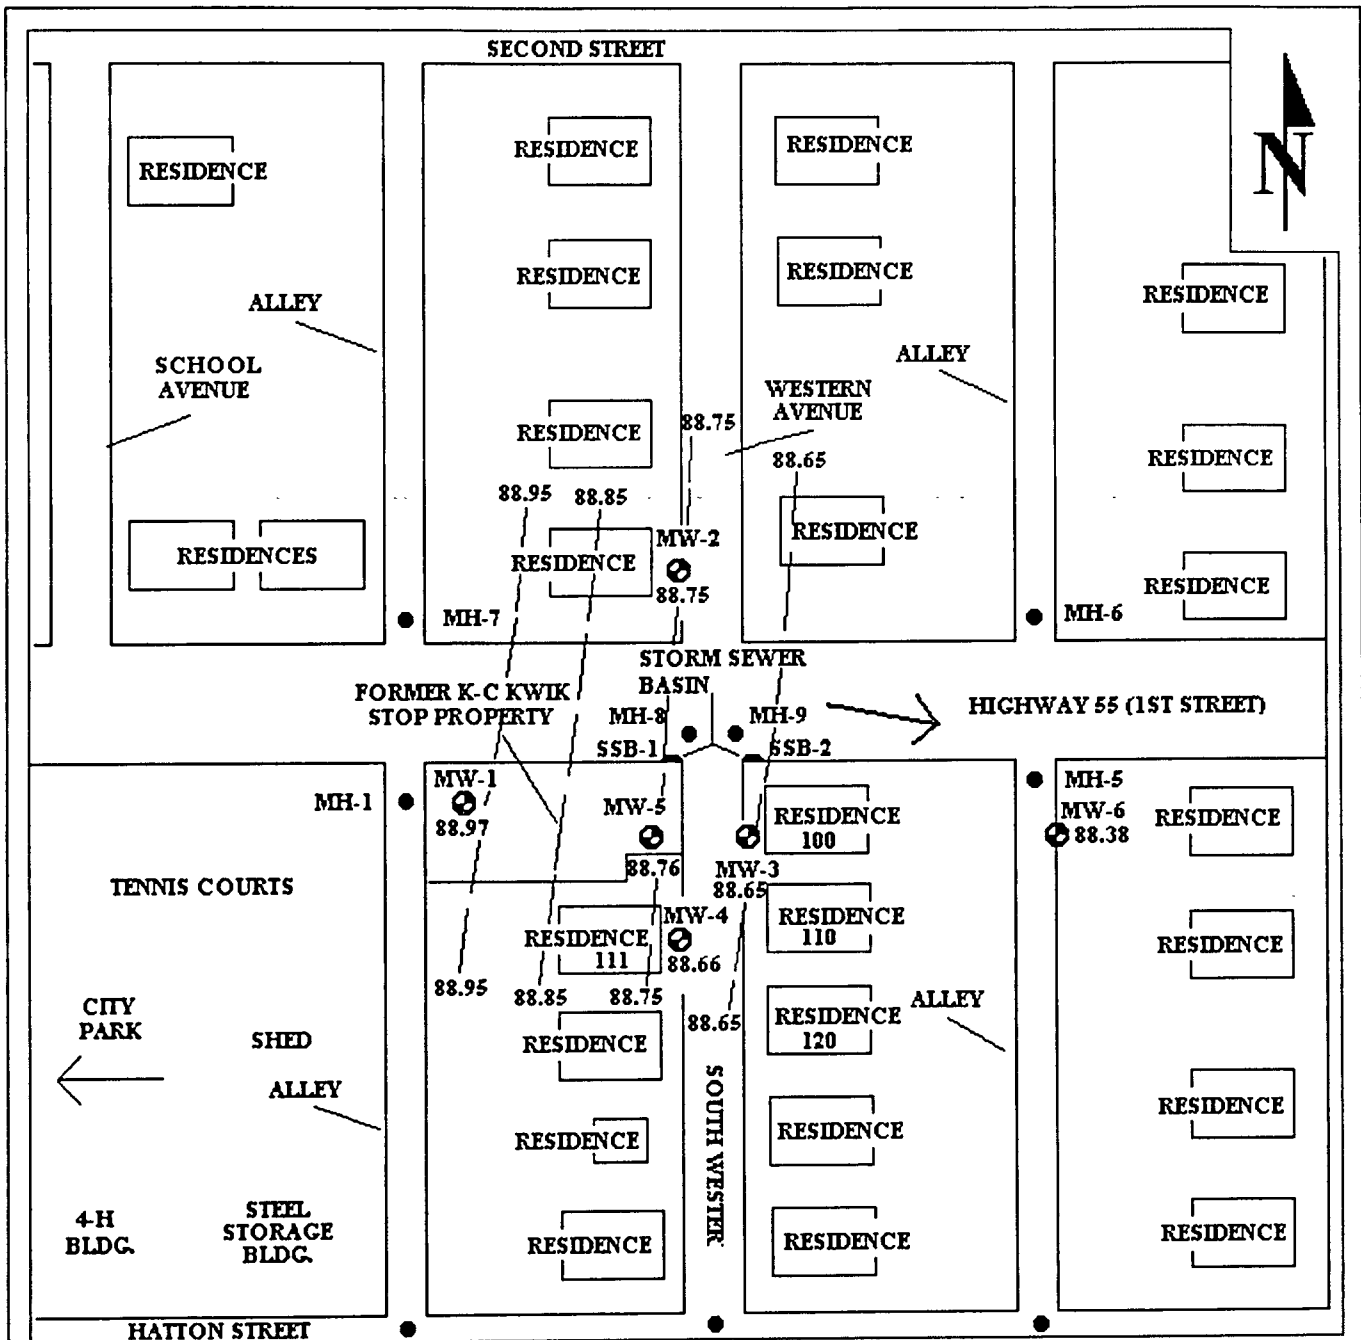 SECOND STREET
N
RESIDENCE
RESIDENCE
RESIDENCE
RESIDENCE
RESIDENCE
RESIDENCE
ALLEY
ALLEY
SCHOOL
AVENUE
WESTERN
AVENUE
88.75
RESIDENCE
88.65
RESIDENCE
88.95
88.85
RESIDENCES
RESIDENCE
MW-2
88.75
RESIDENCE
RESIDENCE
MH-7
MH-6
STORM SEWER
BASIN
FORMER K-C KWIK
STOP PROPERTY
MH-8
MH-9
HIGHWAY 55 (1ST STREET)
SSB-1
SSB-2
MH-1
MW-1
88.97
MW-5
88.76
MW-3
88.65
RESIDENCE
100
MH-5
MW-6
88.38
RESIDENCE
TENNIS COURTS
RESIDENCE
111
MW-4
88.66
RESIDENCE
110
RESIDENCE
88.95
88.85
88.75
88.65
CITY
PARK
SHED
RESIDENCE
RESIDENCE
120
ALLEY
ALLEY
SOUTH WESTER
RESIDENCE
RESIDENCE
RESIDENCE
4-H
BLDG.
STEEL
STORAGE
BLDG.
RESIDENCE
RESIDENCE
RESIDENCE
HATTON STREET